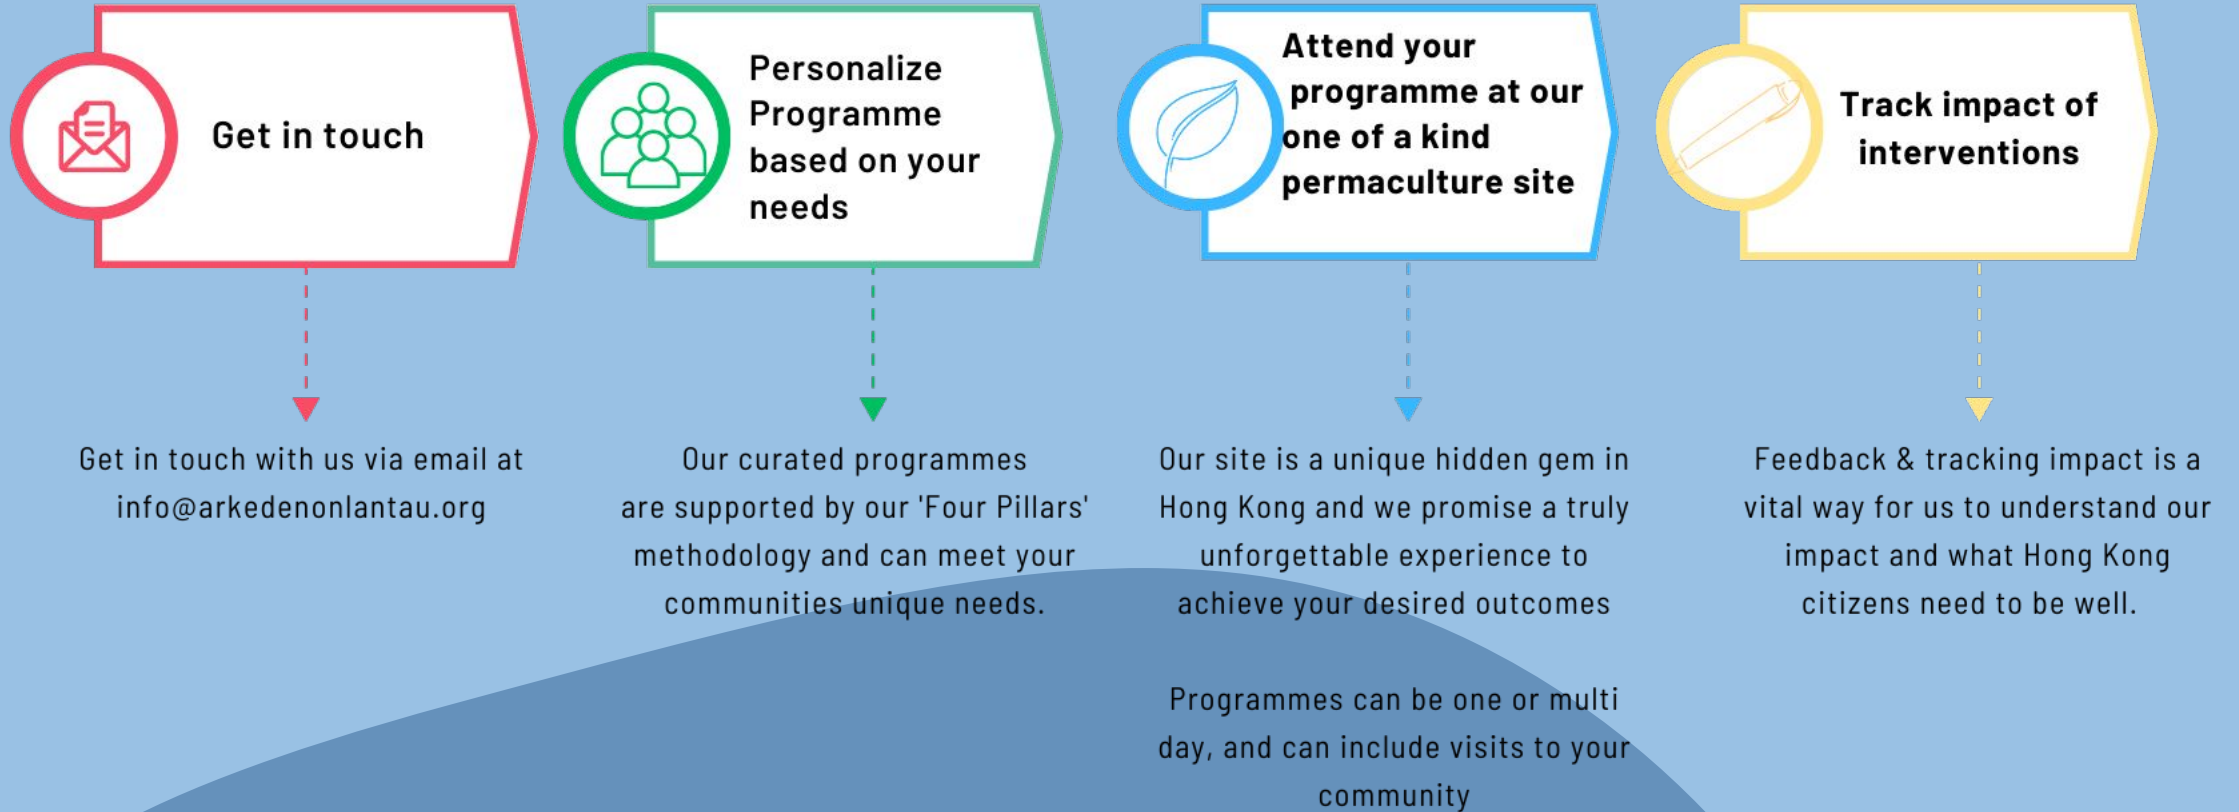 Get in touch
Personalize
Programme
based on your
needs
Attend your
programme at our
one of a kind
permaculture site
Track impact of
interventions
Get in touch with us via email at
info@arkedenonlantau.org
Our curated programmes
are supported by our 'Four Pillars'
methodology and can meet your
communities unique needs.
Our site is a unique hidden gem in
Hong Kong and we promise a truly
unforgettable experience to
achieve your desired outcomes
Programmes can be one or multi
day, and can include visits to your
community
Feedback & tracking impact is a
vital way for us to understand our
impact and what Hong Kong
citizens need to be well.